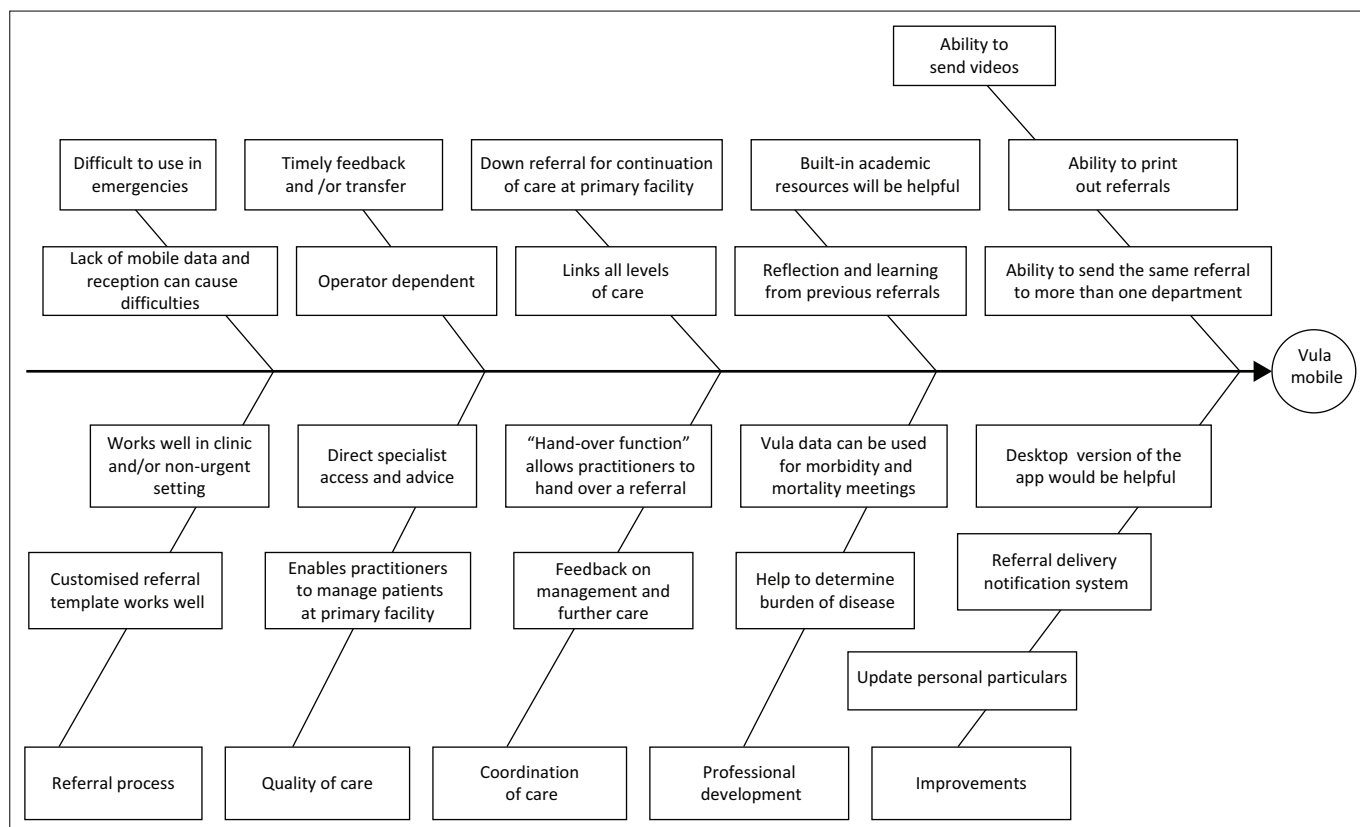 Ability to
send videos
Difficult to use in
emergencies
Timely feedback
and /or transfer
Down referral for continuation
of care at primary facility
Built-in academic
resources will be helpful
Ability to print
out referrals
Lack of mobile data and
reception can cause
difficulties
Operator dependent
Links all levels
of care
Reflection and learning
from previous referrals
Ability to send the same referral
to more than one department
Vula
mobile
Works well in clinic
and/or non-urgent
setting
Direct specialist
access and advice
“Hand-over function”
allows practitioners to
hand over a referral
Vula data can be used
for morbidity and
mortality meetings
Desktop version of the
app would be helpful
Customised referral
template works well
Enables practitioners
to manage patients
at primary facility
Feedback on
management and
further care
Help to determine
burden of disease
Referral delivery
notification system
Update personal particulars
Referral process
Quality of care
Coordination
of care
Professional
development
Improvements